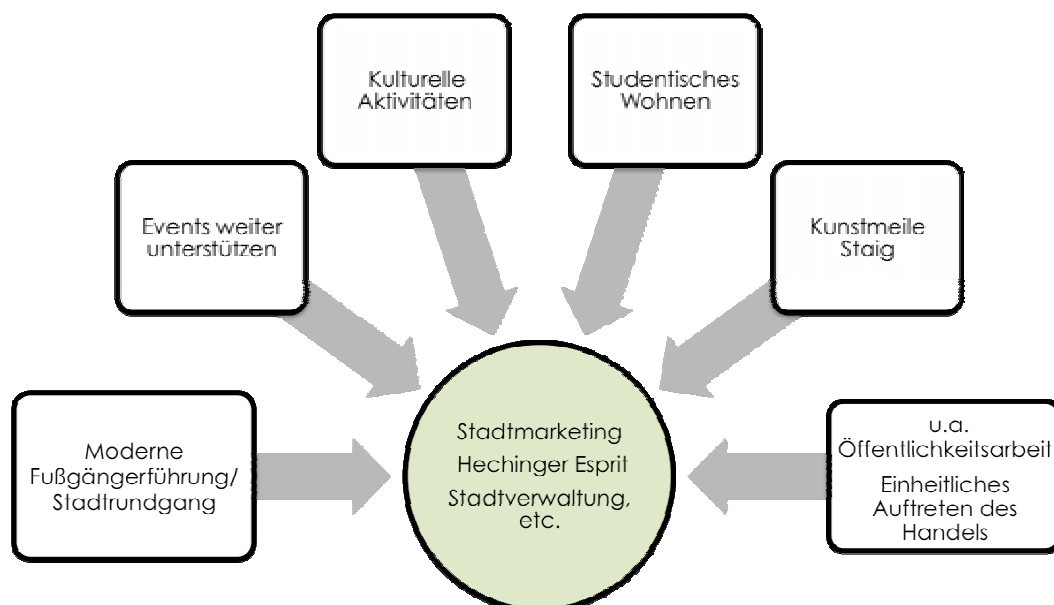 Kulturelle
Aktivitäten
Studentisches
Wohnen
Events weiter
unterstützen
Kunstmeile
Staig
Moderne
Fußgängerführung/
Stadtrundgang
Stadtmarketing
Hechinger Esprit
Stadtverwaltung,
etc.
u.a.
Öffentlichkeitsarbeit
Einheitliches
Auftreten des
Handels